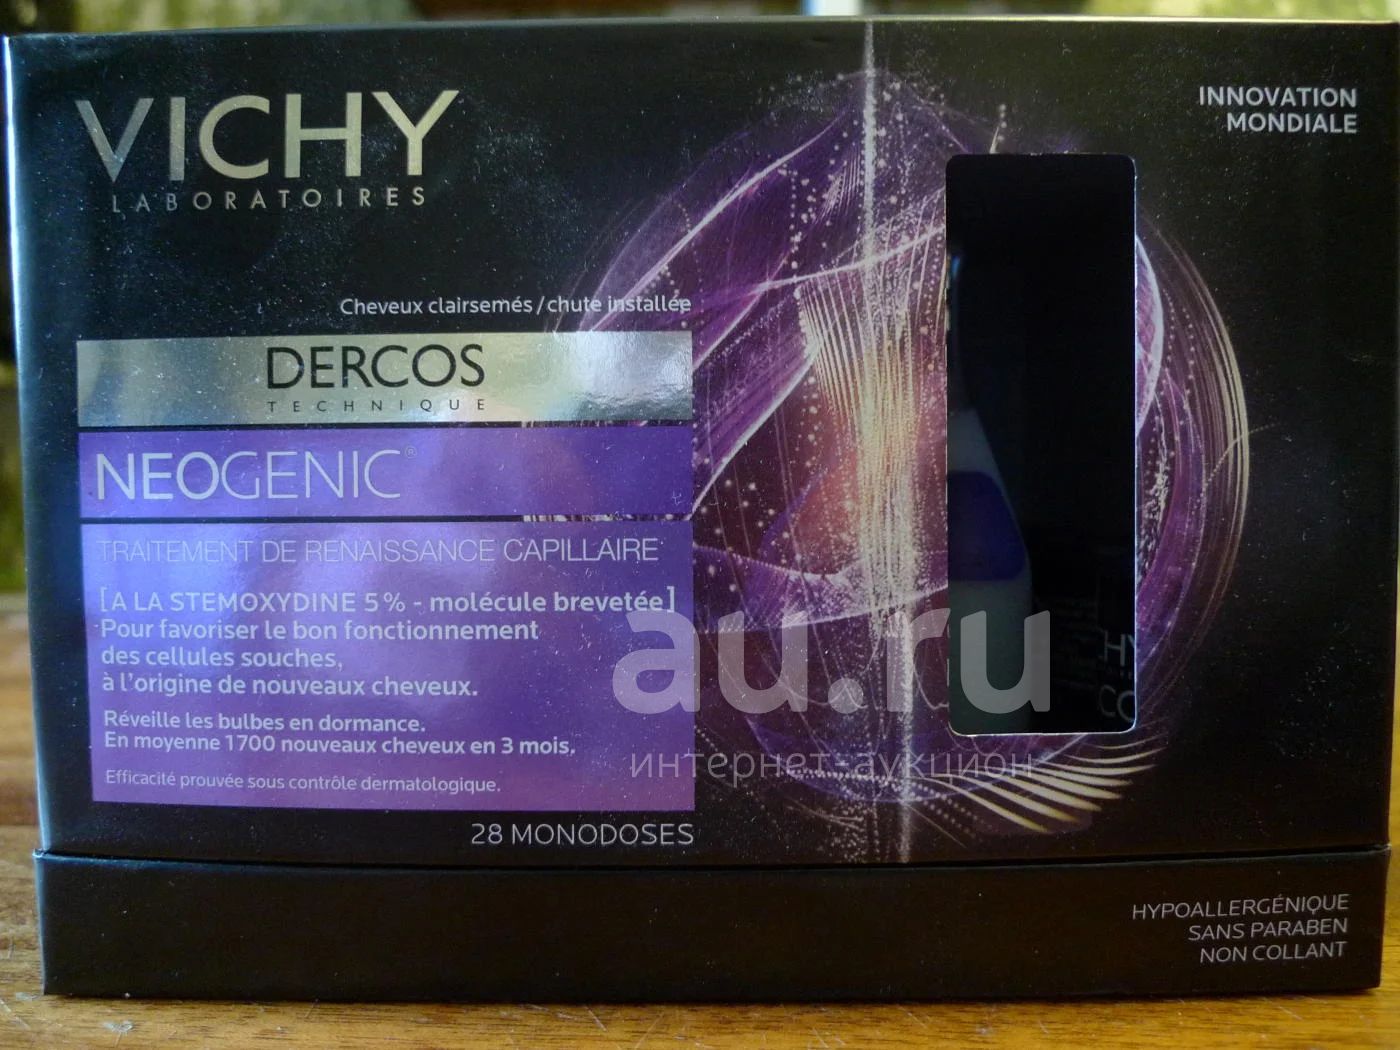 VICHY
LABORATOIRES
INNOVATION
MONDIALE
Cheveux clairsemés / chute installée
DERCOS
TECHNIQUE
NEOGENIC®
TRAITEMENT DE RENAISSANCE CAPILLAIRE
[A LA STEMOXYDINE 5% - molécule brevetée]
Pour favoriser le bon fonctionnement
des cellules souches,
à l'origine de nouveaux cheveux.
Réveille les bulbes en dormance.
En moyenne 1700 nouveaux cheveux en 3 mois.
Efficacité prouvée sous contrôle dermatologique.
28 MONODOSES
au.ru
интернет-аукцион
HYPOALLERGÉNIQUE
SANS PARABEN
NON COLLANT